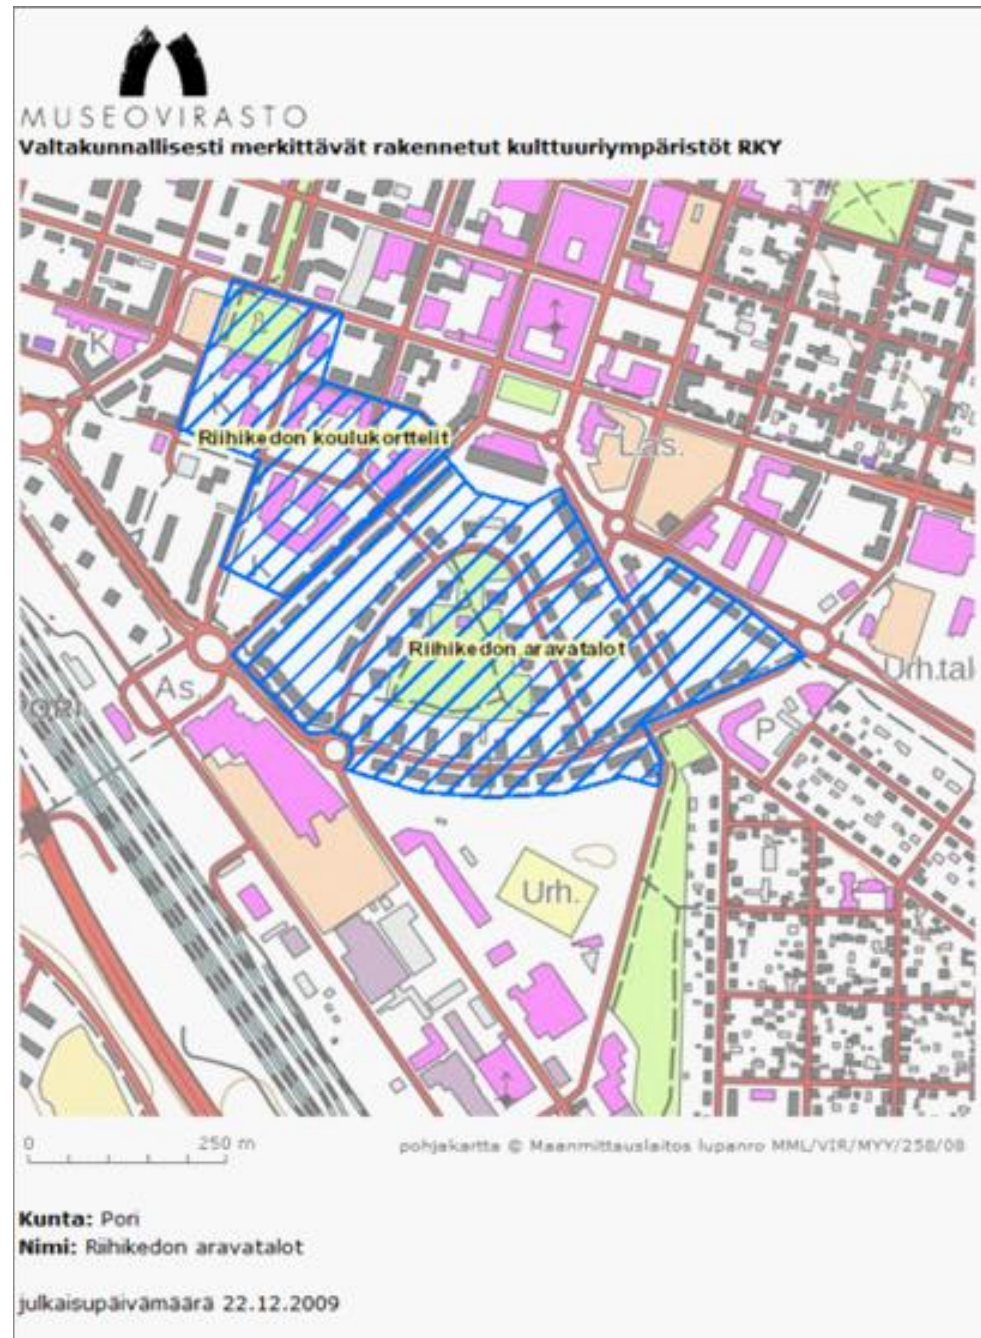 MUSEOVIRASTO
Valtakunnallisesti merkittävät rakennetut kulttuuriympäristöt RKY
K
K
Riihikedon koulukorttelit
Las.
Riihikedon aravatalot
Urh.tal
As.
PORI
P
Urh.
0 250 m
pohjakartta © Maanmittauslaitos lupanro MML/VIR/MYY/258/08
Kunta: Pori
Nimi: Riihikedon aravatalot
julkaisupäivämäärä 22.12.2009